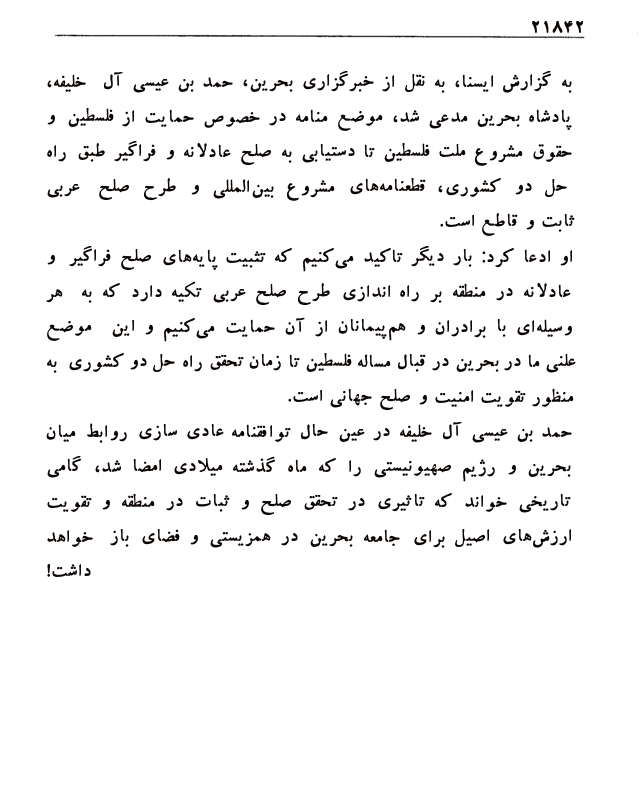 ۲۱۸۴۲
به گزارش ایسنا، به نقل از خبرگزاری بحرین، حمد بن عیسی آل خلیفه،
پادشاه بحرین مدعی شد، موضع منامه در خصوص حمایت از فلسطین و
حقوق مشروع ملت فلسطین تا دستیابی به صلح عادلانه و فراگیر طبق راه
حل دو کشوری، قطعنامه‌های مشروع بین‌المللی و طرح صلح عربی
ثابت و قاطع است.
او ادعا کرد: بار دیگر تاکید می‌کنیم که تثبیت پایه‌های صلح فراگیر و
عادلانه در منطقه بر راه اندازی طرح صلح عربی تکیه دارد که به هر
وسیله‌ای با برادران و هم‌پیمانان از آن حمایت می‌کنیم و این موضع
علنی ما در بحرین در قبال مساله فلسطین تا زمان تحقق راه حل دو کشوری به
منظور تقویت امنیت و صلح جهانی است.
حمد بن عیسی آل خلیفه در عین حال توافقنامه عادی سازی روابط میان
بحرین و رژیم صهیونیستی را که ماه گذشته میلادی امضا شد، گامی
تاریخی خواند که تاثیری در تحقق صلح و ثبات در منطقه و تقویت
ارزش‌های اصیل برای جامعه بحرین در همزیستی و فضای باز خواهد
داشت!